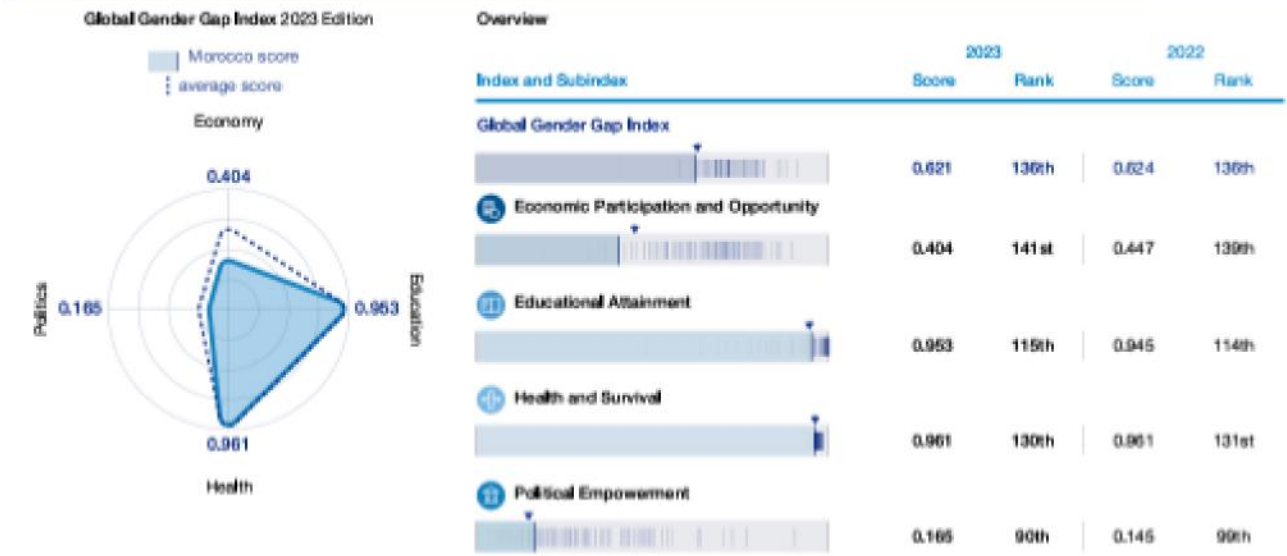 Global Gender Gap Index 2023 Edition
Morocco score
average score
Economy
0.404
Politics
0.165
0.953
Education
0.961
Health
Overview
2023 2022
Index and Subindex Score Rank Score Rank
Global Gender Gap Index
0.621 136th 0.624 136th
Economic Participation and Opportunity
0.404 141st 0.447 139th
Educational Attainment
0.953 115th 0.945 114th
Health and Survival
0.961 130th 0.961 131st
Political Empowerment
0.165 90th 0.145 99th